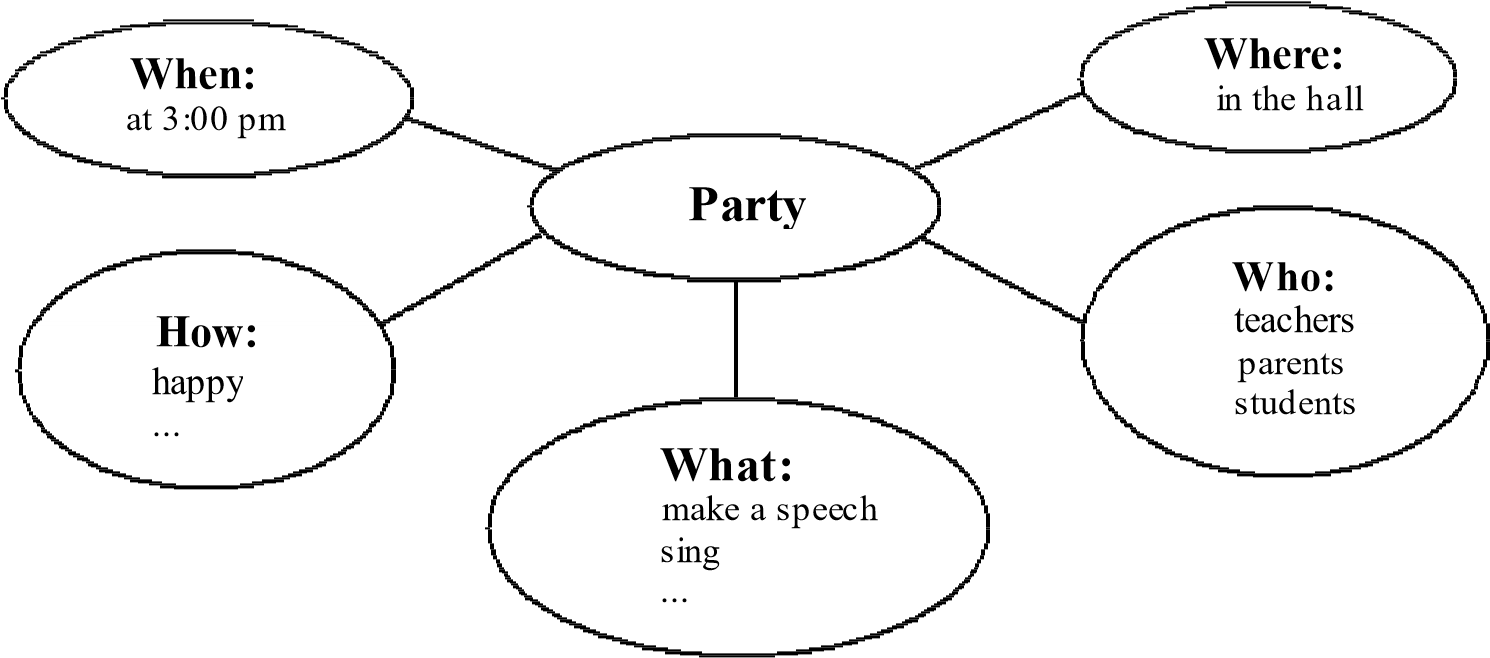 When:
at 3:00 pm
Where:
in the hall
Party
How:
happy
...
Who:
teachers
parents
students
What:
make a speech
sing
...